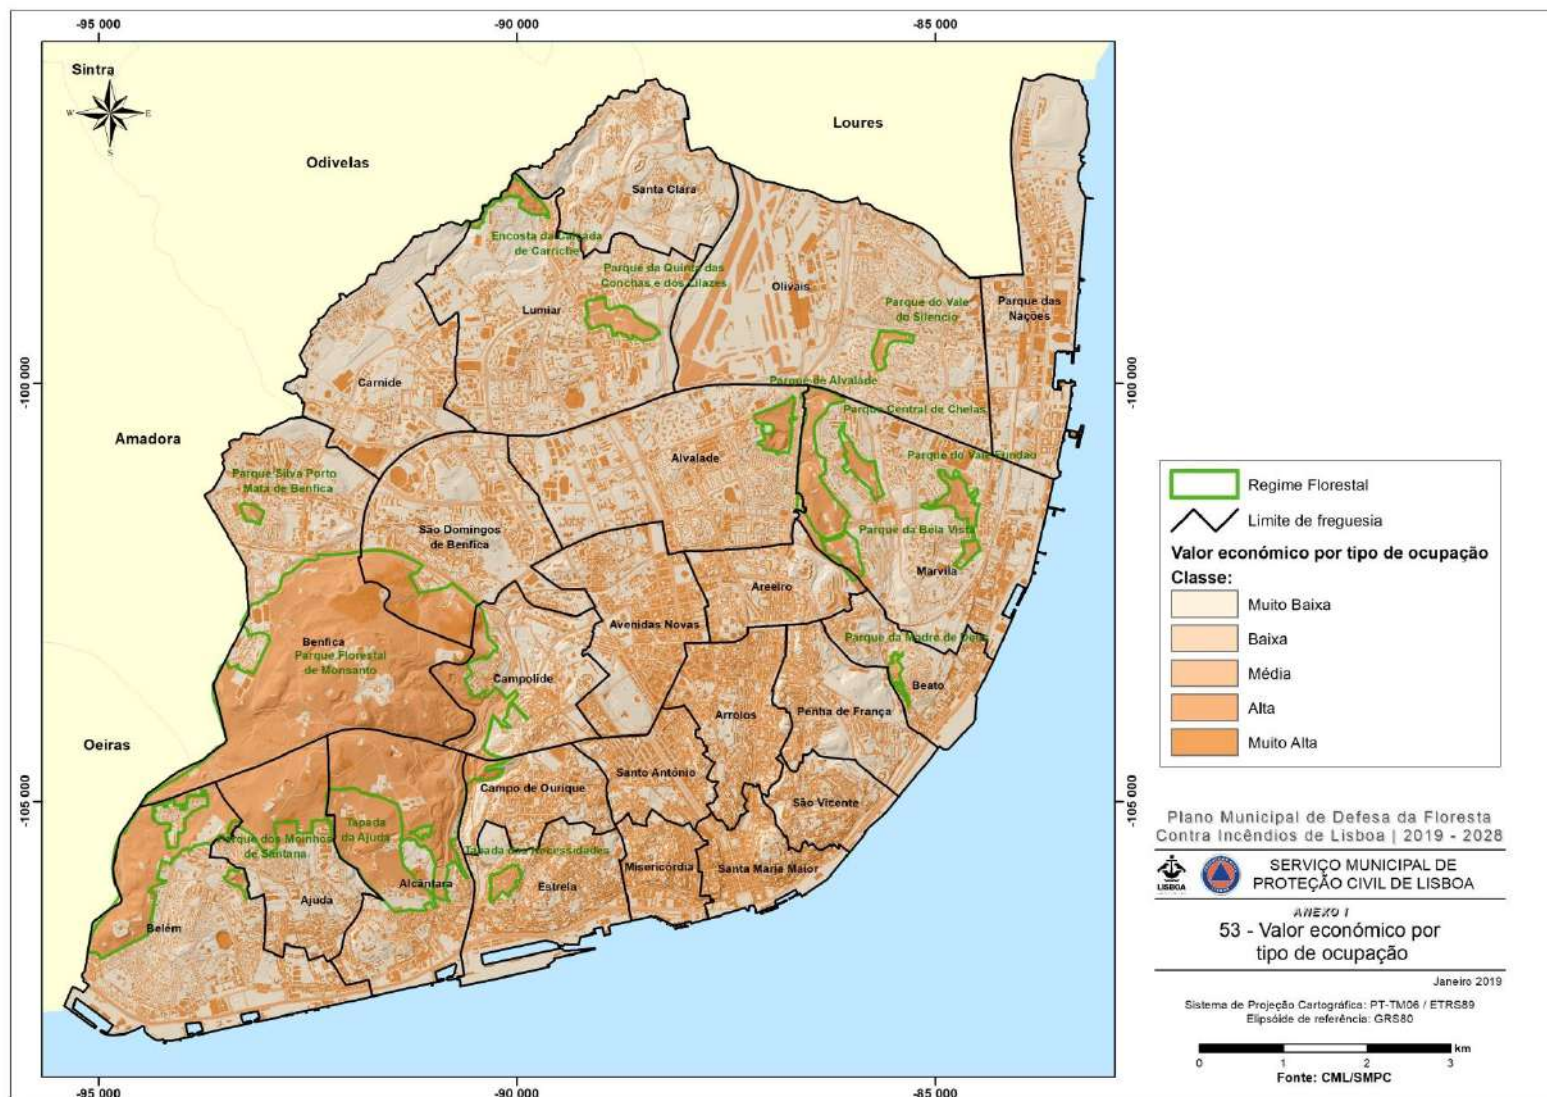 -95 000
-90 000
-85 000
Sintra
N
W
E
S
Loures
Odivelas
Santa Clara
Encosta da Calçada
de Carriche
Parque da Quinta das
Conchas e dos Lilazes
Olivais
Lumiar
Parque do Vale
do Silencio
Parque das
Nações
-100 000
-100 000
Carnide
Parque de Alvalade
Parque Central de Chelas
Amadora
Alvalade
Parque do Vale Fundao
Parque Silva Porto
- Mata de Benfica
São Domingos
de Benfica
Parque da Bela Vista
Marvila
Areeiro
Avenidas Novas
Benfica
Parque Florestal
de Monsanto
Parque da Madre de Deus
Campolide
Beato
Arroios
Penha de França
Oeiras
Santo António
Campo de Ourique
São Vicente
-105 000
-105 000
Tapada
da Ajuda
Parque dos Moinhos
de Santana
Tapada das Necessidades
Misericórdia
Santa Maria Maior
Alcântara
Estrela
Ajuda
Belém
-95 000
-90 000
-85 000
Regime Florestal
Limite de freguesia
Valor económico por tipo de ocupação
Classe:
Muito Baixa
Baixa
Média
Alta
Muito Alta
Plano Municipal de Defesa da Floresta
Contra Incêndios de Lisboa | 2019 - 2028
LISBOA
SERVIÇO MUNICIPAL DE
PROTEÇÃO CIVIL DE LISBOA
ANEXO I
53 - Valor económico por
tipo de ocupação
Janeiro 2019
Sistema de Projeção Cartográfica: PT-TM06 / ETRS89
Elipsóide de referência: GRS80
km
0 1 2 3
Fonte: CML/SMPC